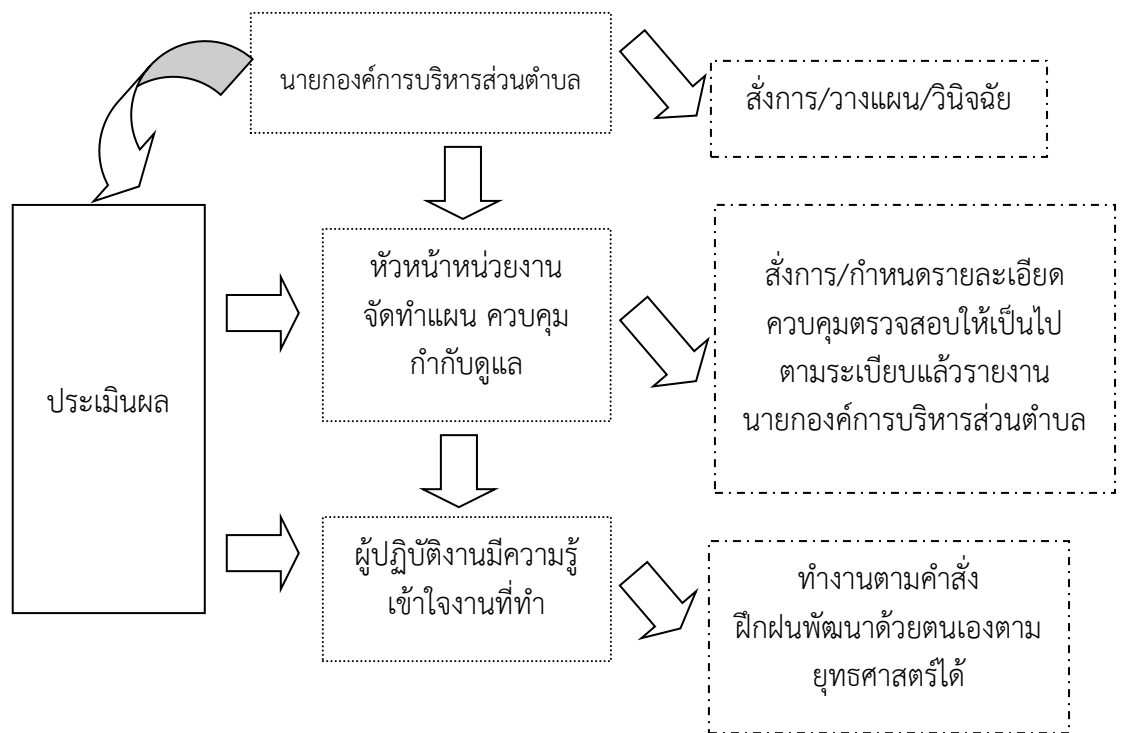 นายกองค์การบริหารส่วนตำบล
สั่งการ/วางแผน/วินิจฉัย
หัวหน้าหน่วยงาน
จัดทำแผน ควบคุม
กำกับดูแล
สั่งการ/กำหนดรายละเอียด
ควบคุมตรวจสอบให้เป็นไป
ตามระเบียบแล้วรายงาน
นายกองค์การบริหารส่วนตำบล
ประเมินผล
ผู้ปฏิบัติงานมีความรู้
เข้าใจงานที่ทำ
ทำงานตามคำสั่ง
ฝึกฝนพัฒนาด้วยตนเองตาม
ยุทธศาสตร์ได้